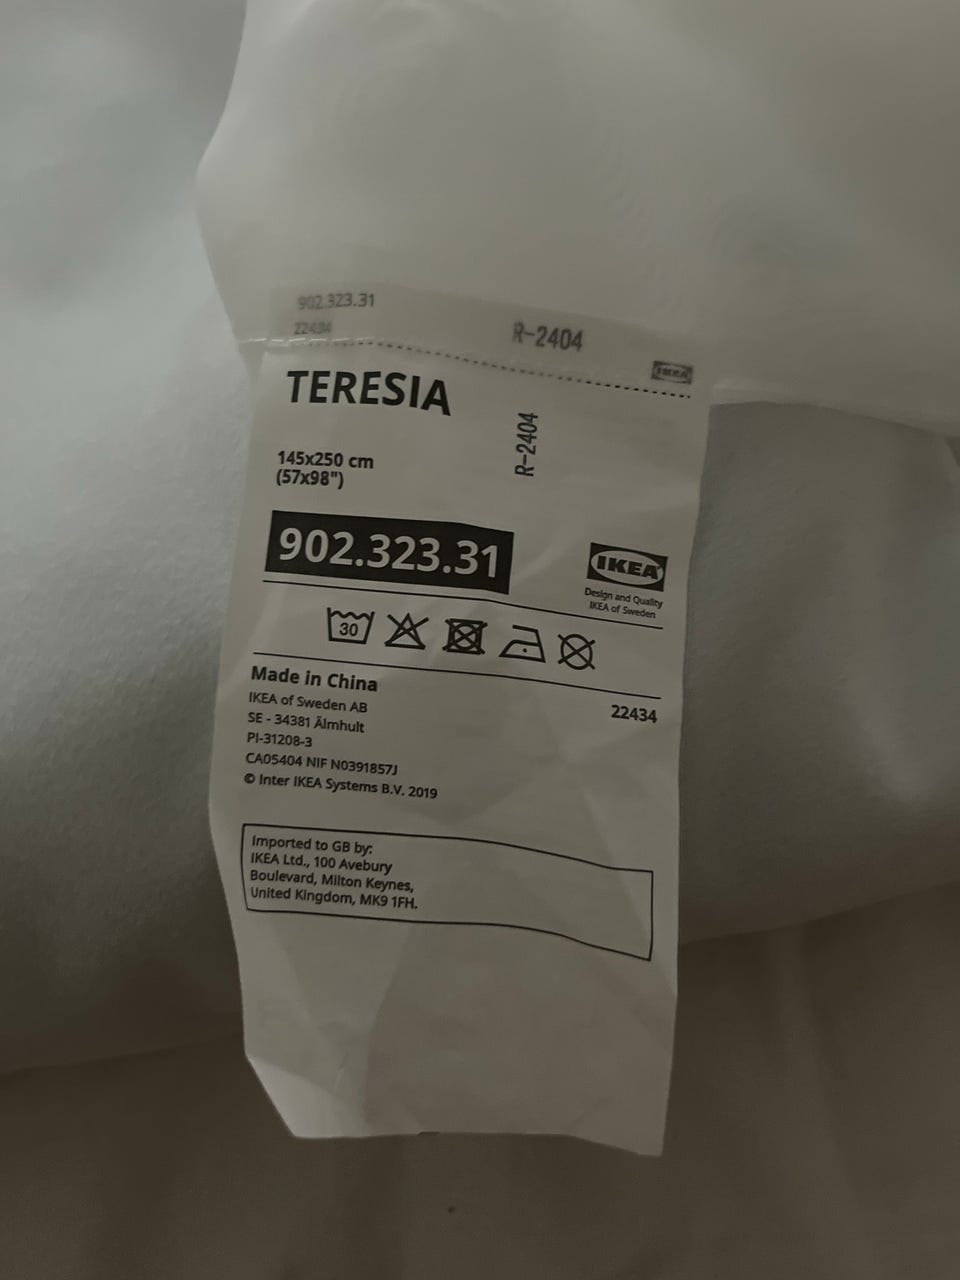 902.323.31
22434
R-2404
IKEA
TERESIA
R-2404
145x250 cm
(57x98")
902.323.31
IKEA
Design and Quality
IKEA of Sweden
30
Made in China
22434
IKEA of Sweden AB
SE - 34381 Älmhult
PI-31208-3
CA05404 NIF N0391857J
© Inter IKEA Systems B.V. 2019
Imported to GB by:
IKEA Ltd., 100 Avebury
Boulevard, Milton Keynes,
United Kingdom, MK9 1FH.